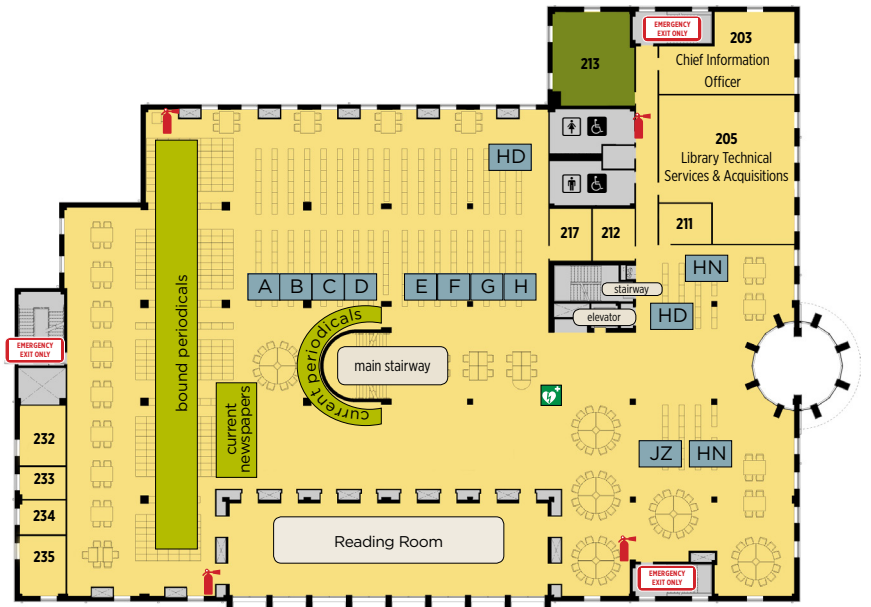 EMERGENCY
EXIT ONLY
203
Chief Information
Officer
213
205
Library Technical
Services & Acquisitions
HD
217
212
211
HN
A
B
C
D
E
F
G
H
stairway
HD
elevator
EMERGENCY
EXIT ONLY
bound periodicals
current periodicals
main stairway
current
newspapers
232
233
234
235
JZ
HN
Reading Room
EMERGENCY
EXIT ONLY